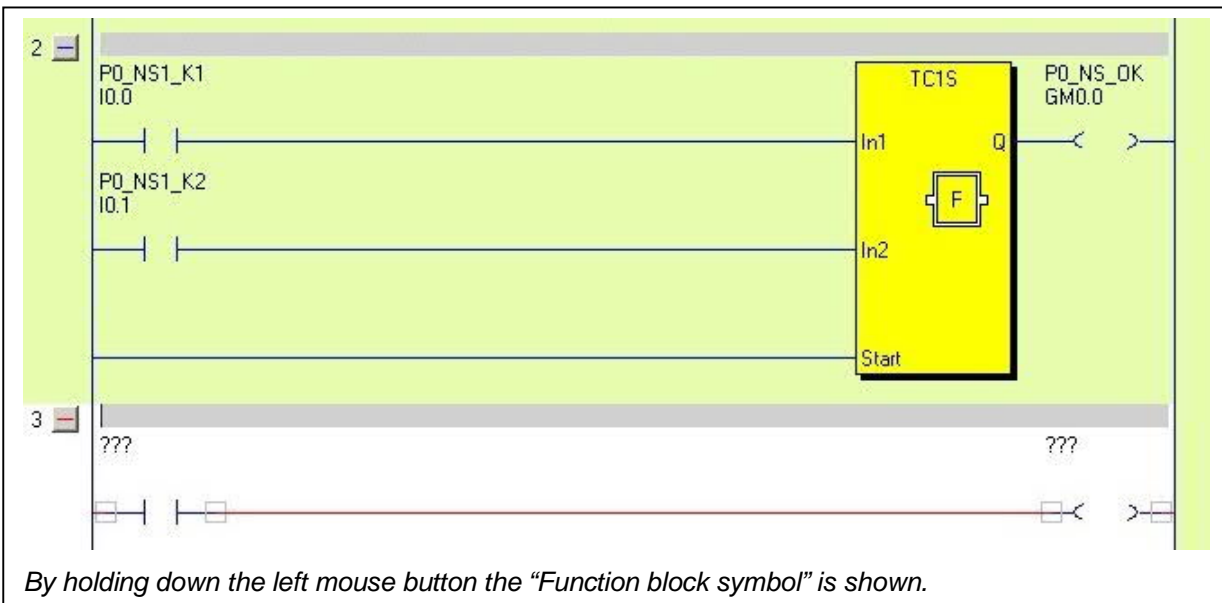 2
P0_NS1_K1
I0.0
TC1S
P0_NS_OK
GM0.0
In1
Q
P0_NS1_K2
I0.1
F
In2
Start
3
???
???
By holding down the left mouse button the “Function block symbol” is shown.